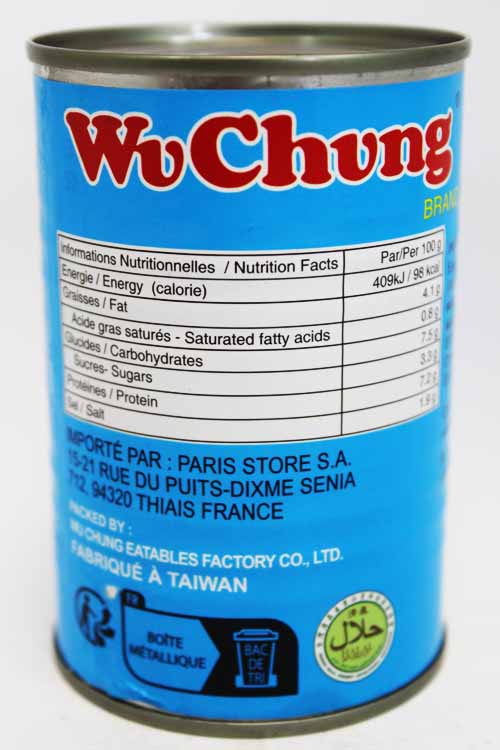 WuChung
BRAND
Informations Nutritionnelles / Nutrition Facts Par/Per 100 g
Energie / Energy (calorie) 409kJ / 98 kcal
Graisses / Fat 4.1 g
Acide gras saturés - Saturated fatty acids 0.8 g
Glucides / Carbohydrates 7.5 g
Sucres- Sugars 3.3 g
Protéines / Protein 7.2 g
Sel / Salt 1.9 g
IMPORTÉ PAR : PARIS STORE S.A.
15-21 RUE DU PUITS-DIXME SENIA
712, 94320 THIAIS FRANCE
PACKED BY :
WU CHUNG EATABLES FACTORY CO., LTD.
FABRIQUÉ À TAIWAN
FR
BOÎTE
MÉTALLIQUE
BAC
DE
TRI
حلال